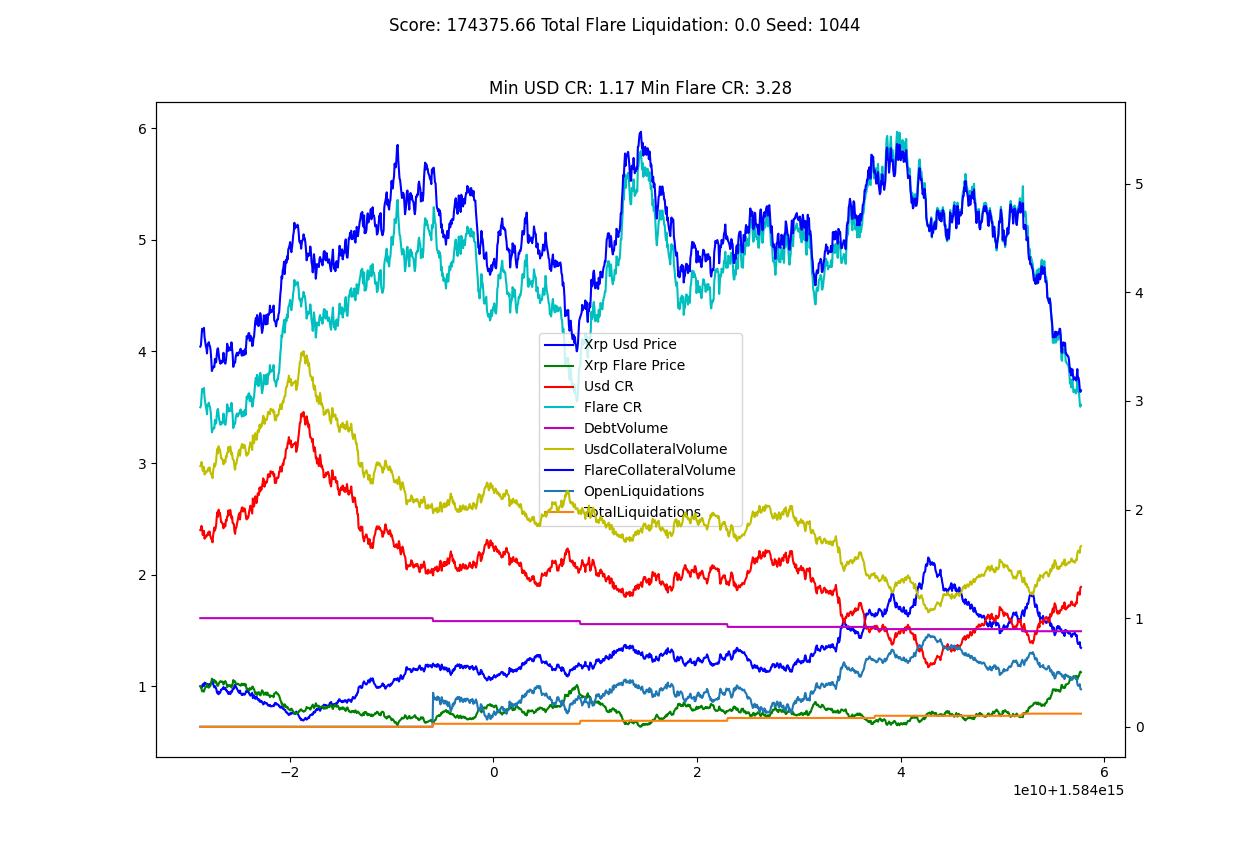 Score: 174375.66 Total Flare Liquidation: 0.0 Seed: 1044
Min USD CR: 1.17 Min Flare CR: 3.28
6
5
4
3
2
1
5
4
3
2
1
0
Xrp Usd Price
Xrp Flare Price
Usd CR
Flare CR
DebtVolume
UsdCollateralVolume
FlareCollateralVolume
OpenLiquidations
TotalLiquidations
−2
0
2
4
6
1e10+1.584e15